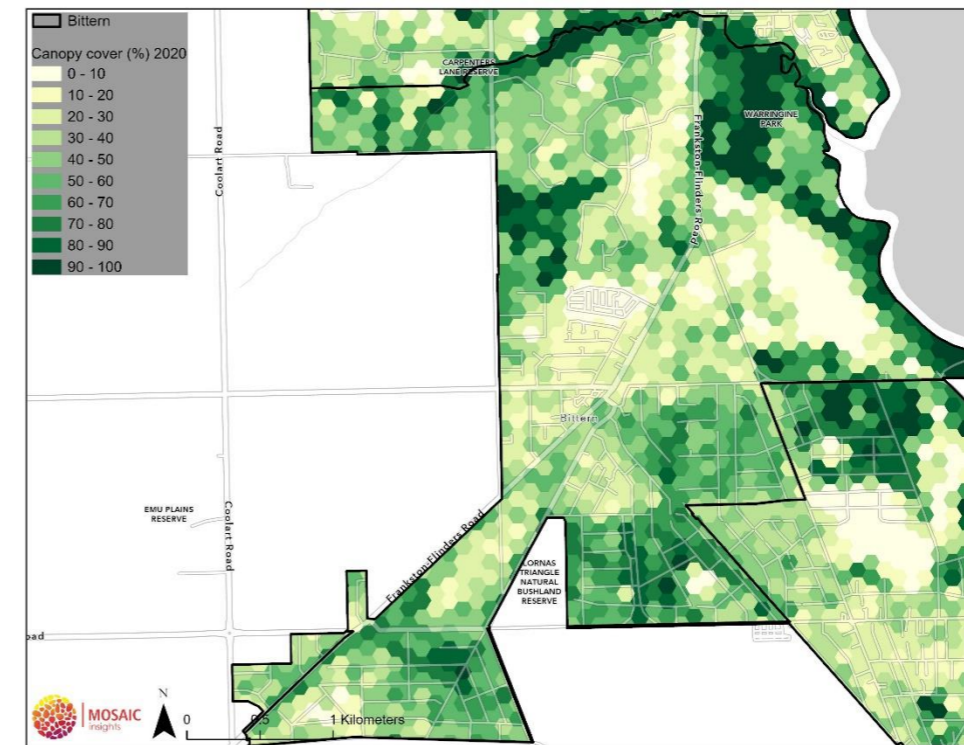 Bittern
Canopy cover (%) 2020
0 - 10
10 - 20
20 - 30
30 - 40
40 - 50
50 - 60
60 - 70
70 - 80
80 - 90
90 - 100
CARPENTERS
LANE RESERVE
WARRINGINE
PARK
Coolart Road
Frankston-Flinders Road
Bittern
EMU PLAINS
RESERVE
Coolart Road
Frankston-Flinders Road
LORNAS
TRIANGLE
NATURAL
BUSHLAND
RESERVE
oad
MOSAIC
insights
N
0
0.5
1 Kilometers